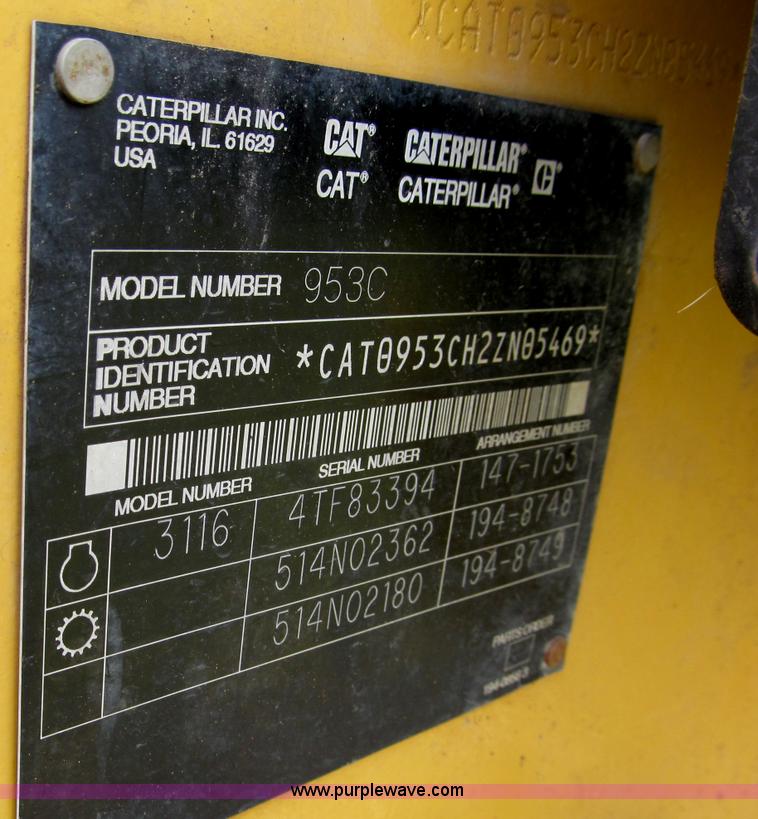 *CAT0953CH2ZN05469*
CATERPILLAR INC.
PEORIA, IL. 61629
USA
CAT® CATERPILLAR® C®
CAT® CATERPILLAR®
MODEL NUMBER 953C
PRODUCT
IDENTIFICATION
NUMBER
*CAT0953CH2ZN05469*
MODEL NUMBER SERIAL NUMBER ARRANGEMENT NUMBER
3116 4TF83394 147-1753
514N02362 194-8748
514N02180 194-8749
PARTS ORDER
www.purplewave.com